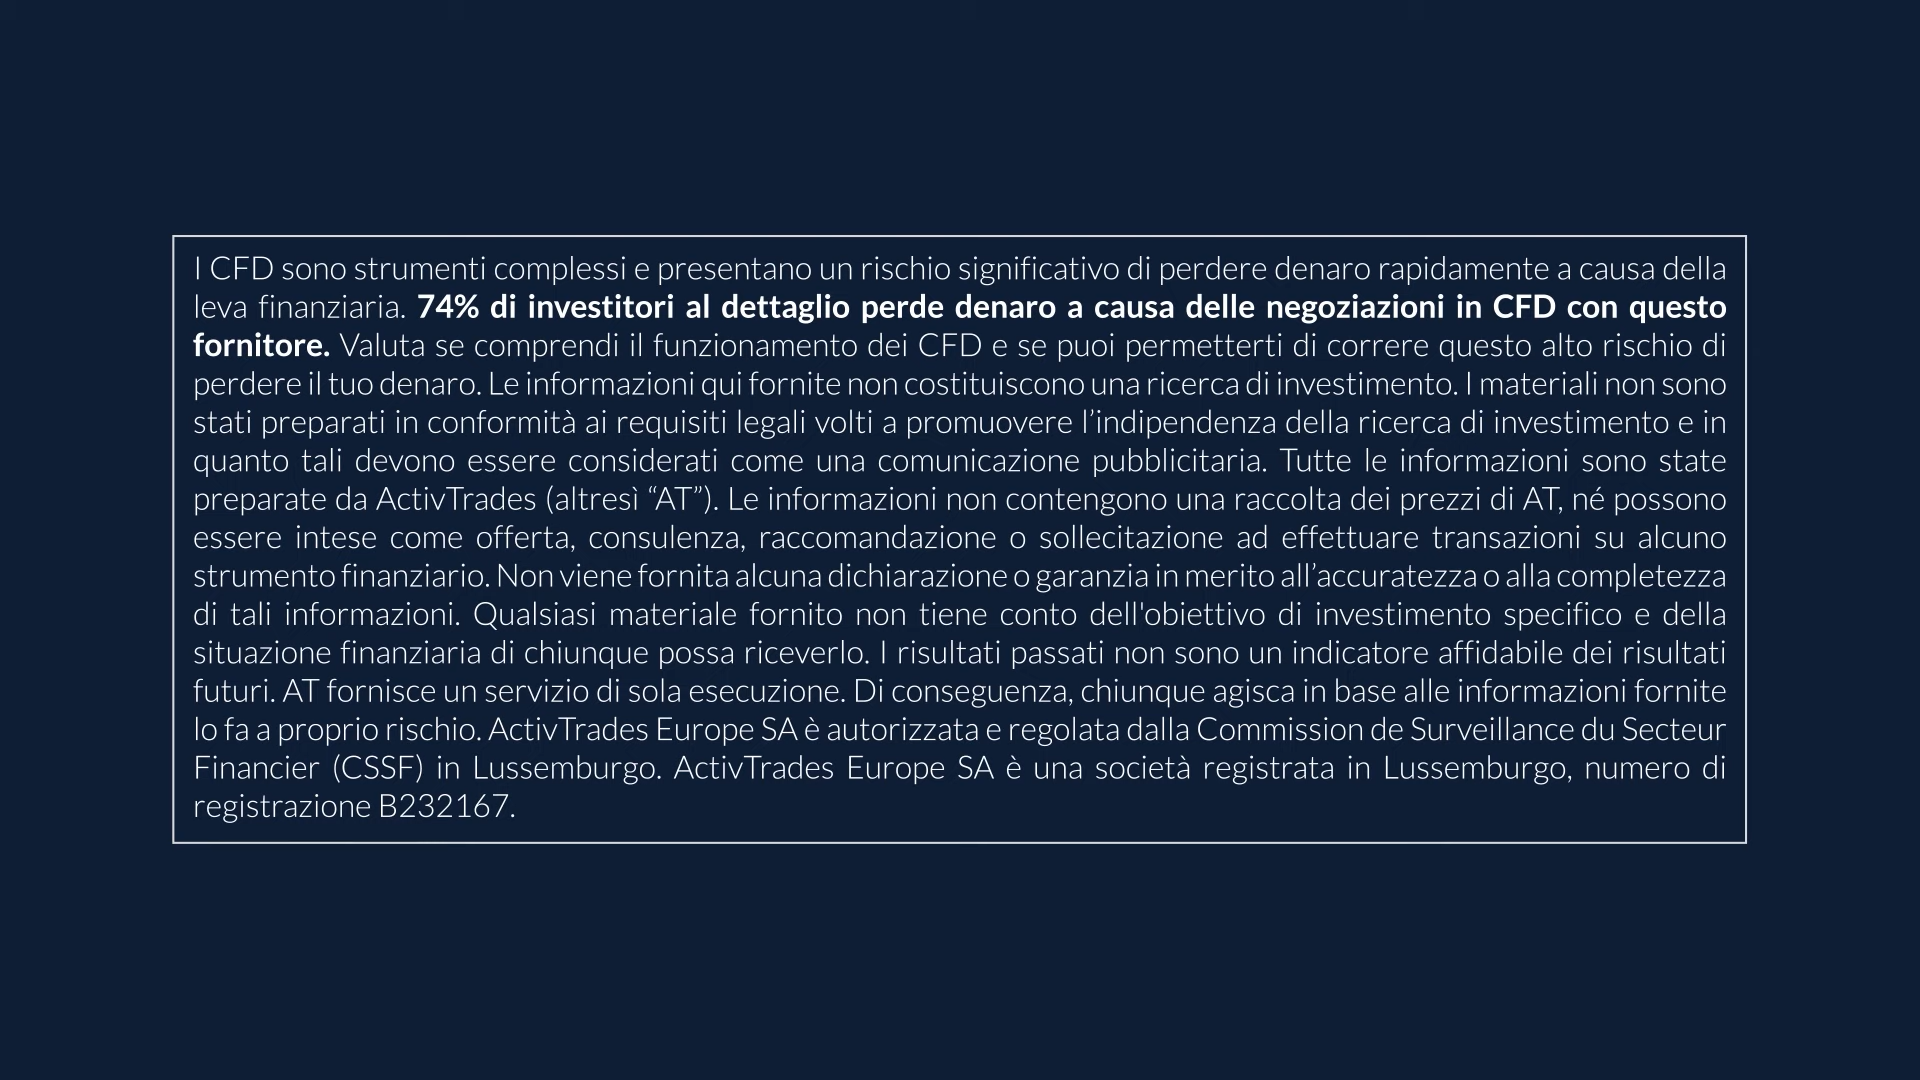 I CFD sono strumenti complessi e presentano un rischio significativo di perdere denaro rapidamente a causa della
leva finanziaria. 74% di investitori al dettaglio perde denaro a causa delle negoziazioni in CFD con questo
fornitore. Valuta se comprendi il funzionamento dei CFD e se puoi permetterti di correre questo alto rischio di
perdere il tuo denaro. Le informazioni qui fornite non costituiscono una ricerca di investimento. I materiali non sono
stati preparati in conformità ai requisiti legali volti a promuovere l’indipendenza della ricerca di investimento e in
quanto tali devono essere considerati come una comunicazione pubblicitaria. Tutte le informazioni sono state
preparate da ActivTrades (altresì “AT”). Le informazioni non contengono una raccolta dei prezzi di AT, né possono
essere intese come offerta, consulenza, raccomandazione o sollecitazione ad effettuare transazioni su alcuno
strumento finanziario. Non viene fornita alcuna dichiarazione o garanzia in merito all’accuratezza o alla completezza
di tali informazioni. Qualsiasi materiale fornito non tiene conto dell'obiettivo di investimento specifico e della
situazione finanziaria di chiunque possa riceverlo. I risultati passati non sono un indicatore affidabile dei risultati
futuri. AT fornisce un servizio di sola esecuzione. Di conseguenza, chiunque agisca in base alle informazioni fornite
lo fa a proprio rischio. ActivTrades Europe SA è autorizzata e regolata dalla Commission de Surveillance du Secteur
Financier (CSSF) in Lussemburgo. ActivTrades Europe SA è una società registrata in Lussemburgo, numero di
registrazione B232167.